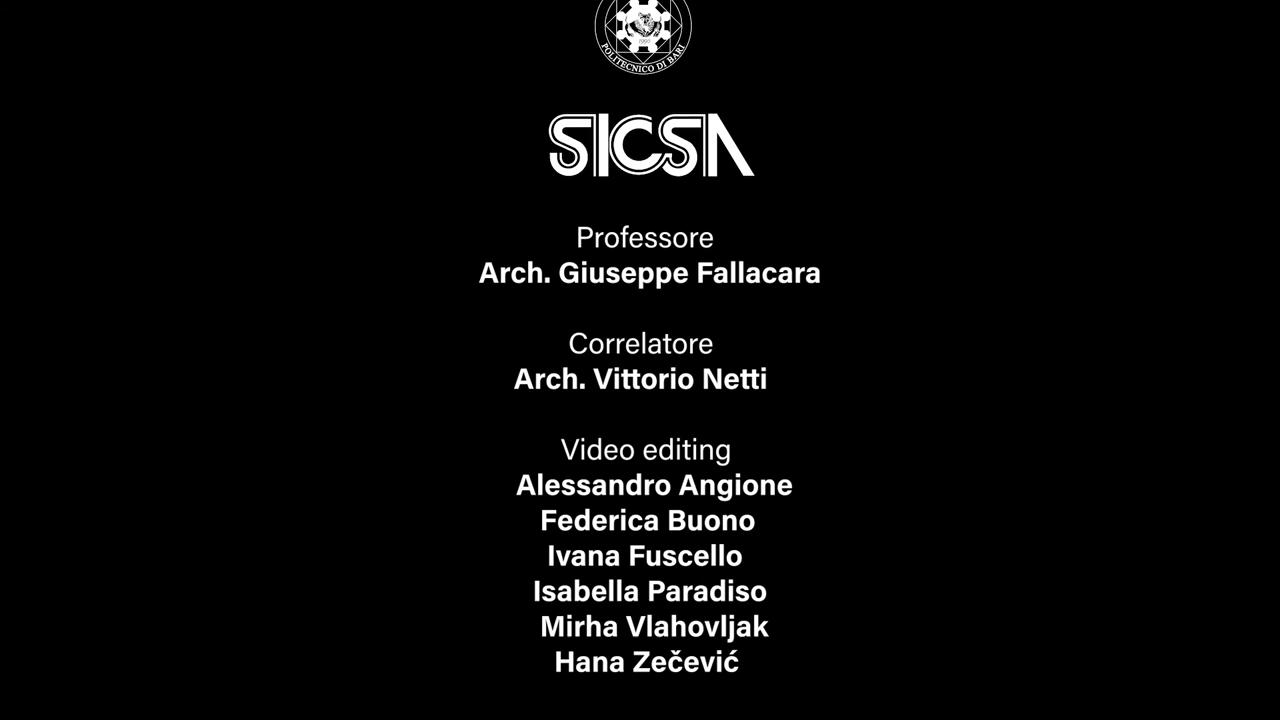 1990
POLITECNICO DI BARI
SICSA
Professore
Arch. Giuseppe Fallacara
Correlatore
Arch. Vittorio Netti
Video editing
Alessandro Angione
Federica Buono
Ivana Fuscello
Isabella Paradiso
Mirha Vlahovljak
Hana Zečević